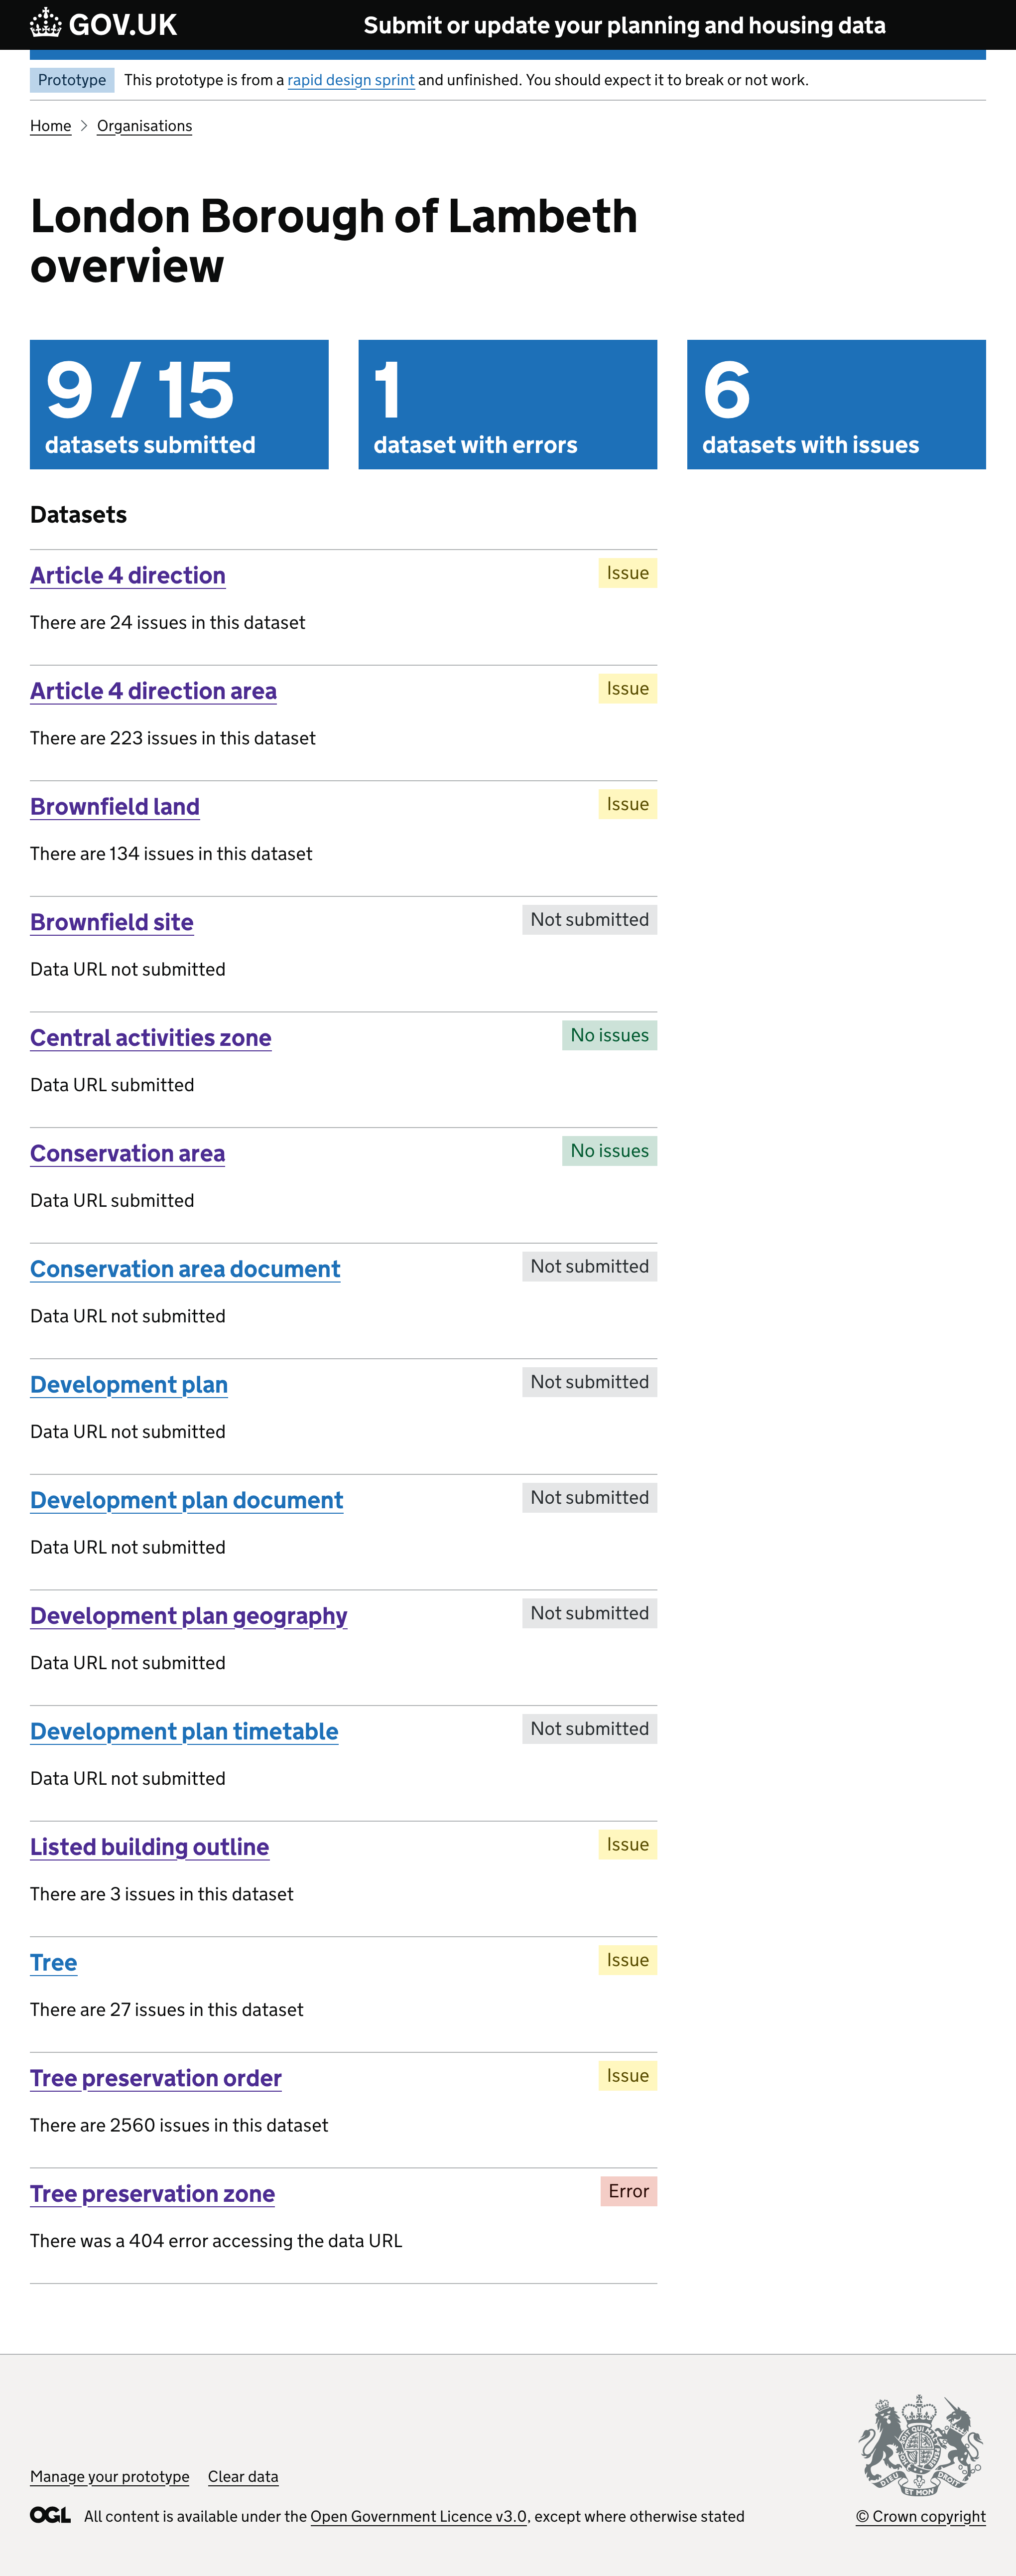 GOV.UK
Submit or update your planning and housing data
Prototype
This prototype is from a rapid design sprint and unfinished. You should expect it to break or not work.
Home
Organisations
London Borough of Lambeth
overview
9 / 15
datasets submitted
1
dataset with errors
6
datasets with issues
Datasets
Article 4 direction
Issue
There are 24 issues in this dataset
Article 4 direction area
Issue
There are 223 issues in this dataset
Brownfield land
Issue
There are 134 issues in this dataset
Brownfield site
Not submitted
Data URL not submitted
Central activities zone
No issues
Data URL submitted
Conservation area
No issues
Data URL submitted
Conservation area document
Not submitted
Data URL not submitted
Development plan
Not submitted
Data URL not submitted
Development plan document
Not submitted
Data URL not submitted
Development plan geography
Not submitted
Data URL not submitted
Development plan timetable
Not submitted
Data URL not submitted
Listed building outline
Issue
There are 3 issues in this dataset
Tree
Issue
There are 27 issues in this dataset
Tree preservation order
Issue
There are 2560 issues in this dataset
Tree preservation zone
Error
There was a 404 error accessing the data URL
Manage your prototype
Clear data
OGL
All content is available under the Open Government Licence v3.0, except where otherwise stated
DIEU ET MON DROIT
© Crown copyright